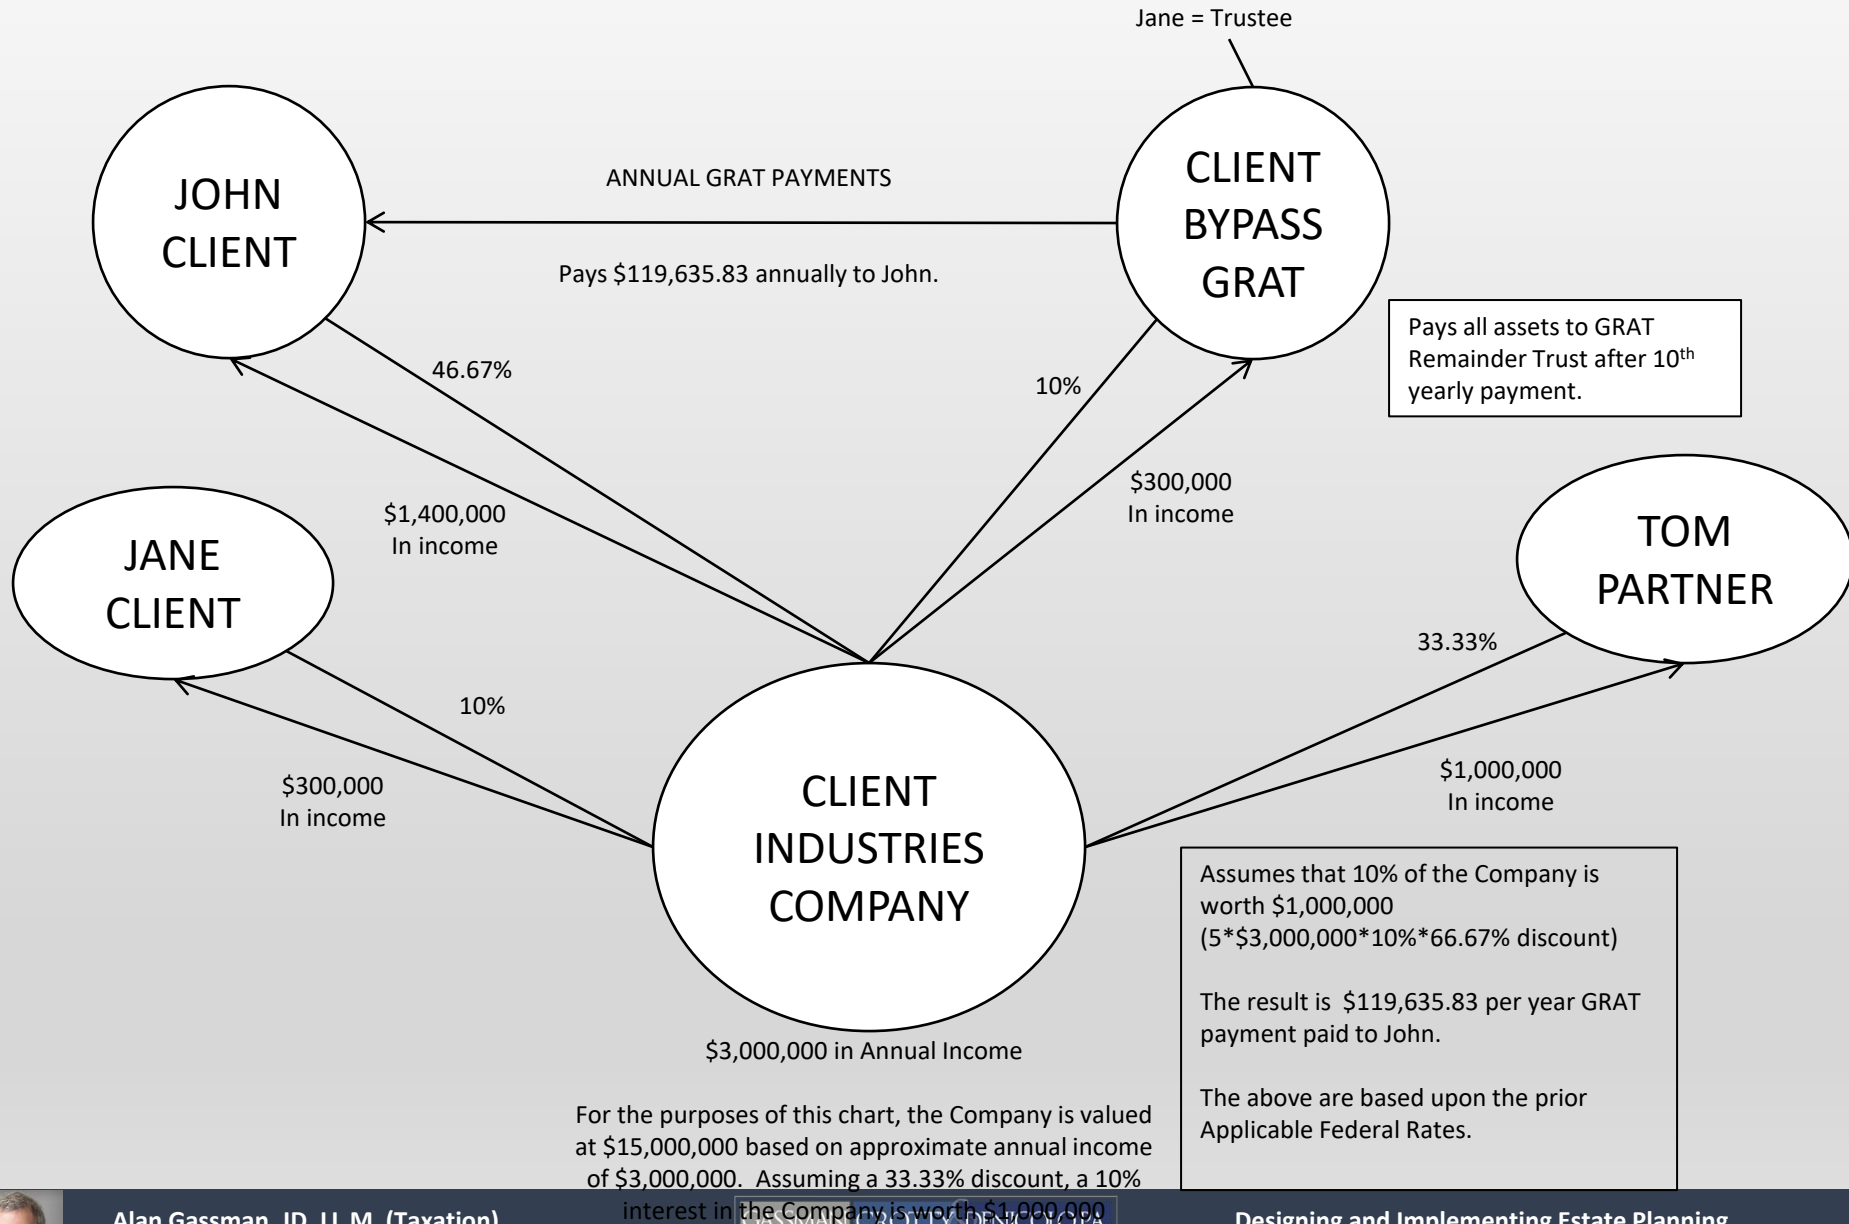 Jane = Trustee
JOHN
CLIENT
ANNUAL GRAT PAYMENTS
Pays $119,635.83 annually to John.
CLIENT
BYPASS
GRAT
Pays all assets to GRAT
Remainder Trust after 10th
yearly payment.
46.67%
10%
$1,400,000
In income
$300,000
In income
JANE
CLIENT
TOM
PARTNER
33.33%
10%
$300,000
In income
$1,000,000
In income
CLIENT
INDUSTRIES
COMPANY
$3,000,000 in Annual Income
Assumes that 10% of the Company is
worth $1,000,000
(5*$3,000,000*10%*66.67% discount)
The result is $119,635.83 per year GRAT
payment paid to John.
The above are based upon the prior
Applicable Federal Rates.
For the purposes of this chart, the Company is valued
at $15,000,000 based on approximate annual income
of $3,000,000. Assuming a 33.33% discount, a 10%
interest in the Company is worth $1,000,000
Alan Gassman, JD, LL.M. (Taxation)
Designing and Implementing Estate Planning